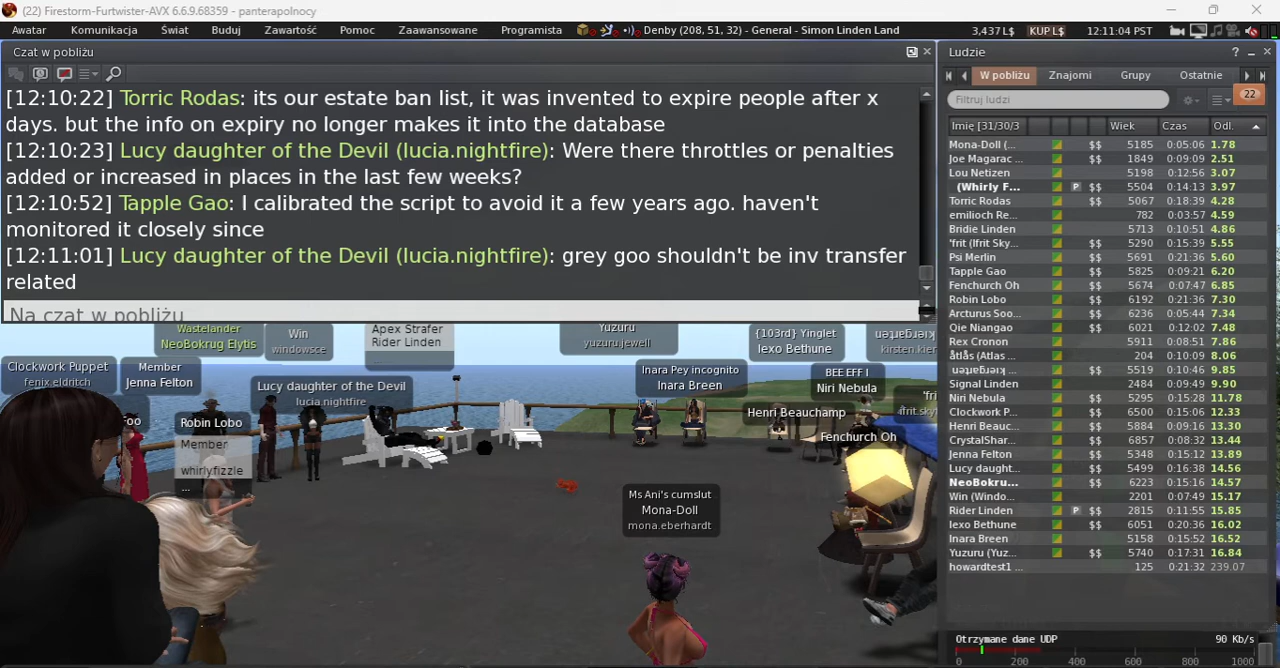 (22) Firestorm-Furtwister-AVX 6.6.9.68359 - panterapolnocy
Awatar Komunikacja Świat Buduj Zawartość Pomoc Zaawansowane Programista Denby (208, 51, 32) - General - Simon Linden Land 3,437 L$ KUP L$ 12:11:04 PST
Czat w pobliżu
[12:10:22] Torric Rodas: its our estate ban list, it was invented to expire people after x
days. but the info on expiry no longer makes it into the database
[12:10:23] Lucy daughter of the Devil (lucia.nightfire): Were there throttles or penalties
added or increased in places in the last few weeks?
[12:10:52] Tapple Gao: I calibrated the script to avoid it a few years ago. haven't
monitored it closely since
[12:11:01] Lucy daughter of the Devil (lucia.nightfire): grey goo shouldn't be inv transfer
related
Na czat w pobliżu
Wastelander
NeoBokrug Elytis
Win
windowsce
Apex Strafer
Rider Linden
Yuzuru
yuzuru.jewell
{103rd} Yinglet
Iexo Bethune
kirsten.kier
Clockwork Puppet
fenix.eldritch
Member
Jenna Felton
Lucy daughter of the Devil
lucia.nightfire
Inara Pey incognito
Inara Breen
BEE EFF I
Niri Nebula
'fri
ifrit.sky
Henri Beauchamp
oo
Robin Lobo
Member
whirlyfizzle
...
Fenchurch Oh
Ms Ani's cumslut
Mona-Doll
mona.eberhardt
Ludzie
W pobliżu Znajomi Grupy Ostatnie
Filtruj ludzi
22
Imię [31/30/3 Wiek Czas Odl.
Mona-Doll (... $$ 5185 0:05:06 1.78
Joe Magarac ... $$ 1849 0:09:09 2.51
Lou Netizen 5198 0:12:56 3.07
(Whirly F... P $$ 5504 0:14:13 3.97
Torric Rodas $$ 5067 0:18:39 4.28
emilioch Re... 782 0:03:57 4.59
Bridie Linden 5713 0:10:51 4.86
'frit (Ifrit Sky... $$ 5290 0:15:39 5.55
Psi Merlin $$ 5691 0:21:36 5.60
Tapple Gao $$ 5825 0:09:21 6.20
Fenchurch Oh $$ 5674 0:07:47 6.85
Robin Lobo $$ 6192 0:21:36 7.30
Arcturus Soo... $$ 6236 0:05:44 7.34
Qie Niangao $$ 6021 0:12:02 7.48
Rex Cronon $$ 5911 0:08:51 7.86
åtlås (Atlas ... 204 0:10:09 8.06
$$ 5519 0:10:46 9.85
Signal Linden 2484 0:09:49 9.90
Niri Nebula $$ 5295 0:15:28 11.78
Clockwork P... $$ 6500 0:15:06 12.33
Henri Beauc... $$ 5884 0:09:16 13.30
CrystalShar... $$ 6857 0:08:32 13.44
Jenna Felton $$ 5348 0:15:12 13.89
Lucy daught... $$ 5499 0:16:38 14.56
NeoBokru... $$ 6223 0:15:16 14.57
Win (Windo... 2201 0:07:49 15.17
Rider Linden P $$ 2815 0:11:55 15.85
Iexo Bethune $$ 6051 0:20:36 16.02
Inara Breen 5158 0:15:52 16.52
Yuzuru (Yuz... $$ 5740 0:17:31 16.84
howardtest1 ... 125 0:21:32 239.07
Otrzymane dane UDP 90 Kb/s
0 200 400 600 800 1000